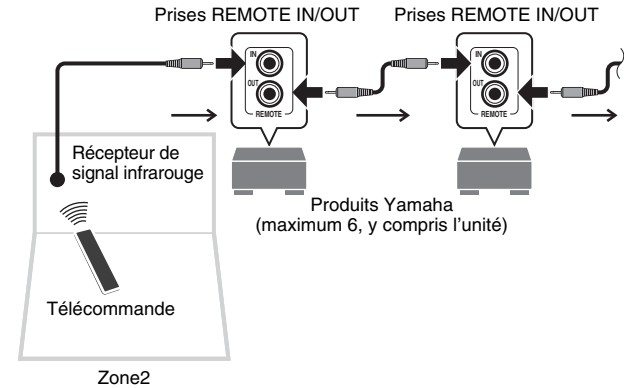 Prises REMOTE IN/OUT
Prises REMOTE IN/OUT
IN
OUT
REMOTE
IN
OUT
REMOTE
Récepteur de
signal infrarouge
Produits Yamaha
(maximum 6, y compris l’unité)
Télécommande
Zone2